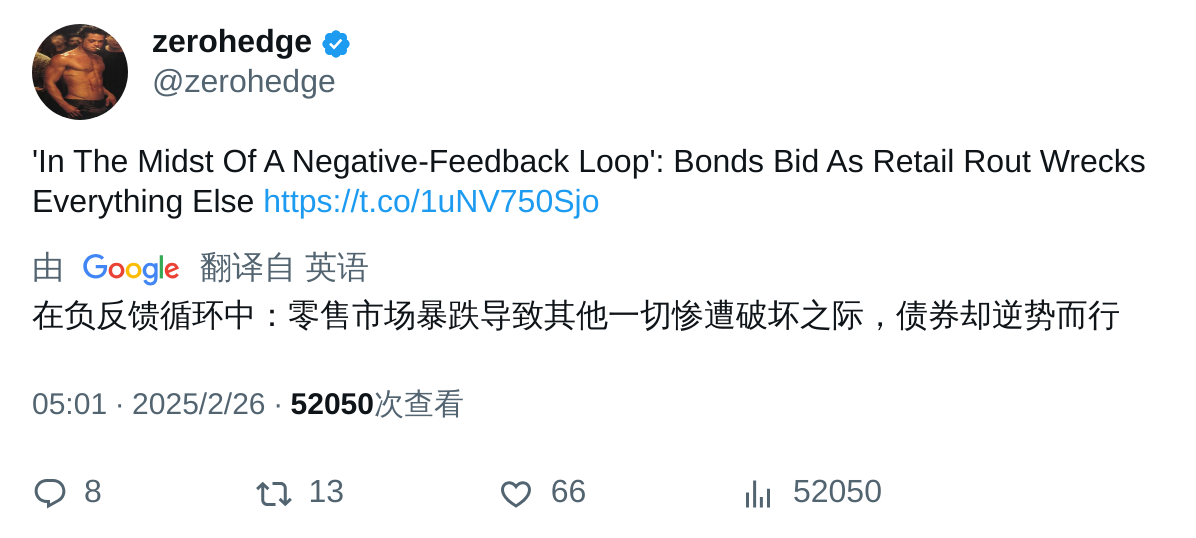 zerohedge
@zerohedge
'In The Midst Of A Negative-Feedback Loop': Bonds Bid As Retail Rout Wrecks
Everything Else https://t.co/1uNV750Sjo
由 Google 翻译自 英语
在负反馈循环中：零售市场暴跌导致其他一切惨遭破坏之际，债券却逆势而行
05:01 · 2025/2/26 · 52050次查看
8 13 66 52050